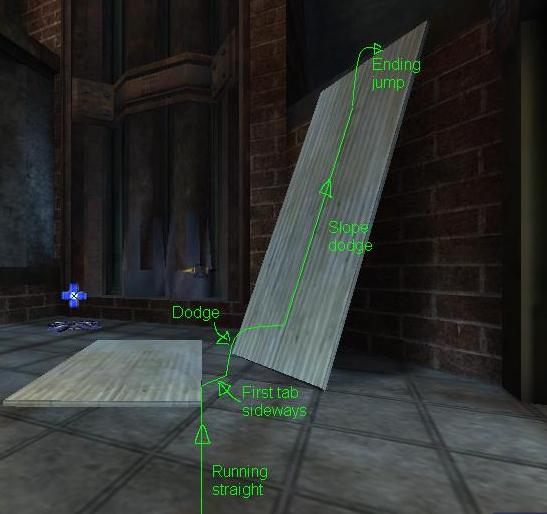 Ending
jump
Slope
dodge
Dodge
First tab
sideways
Running
straight